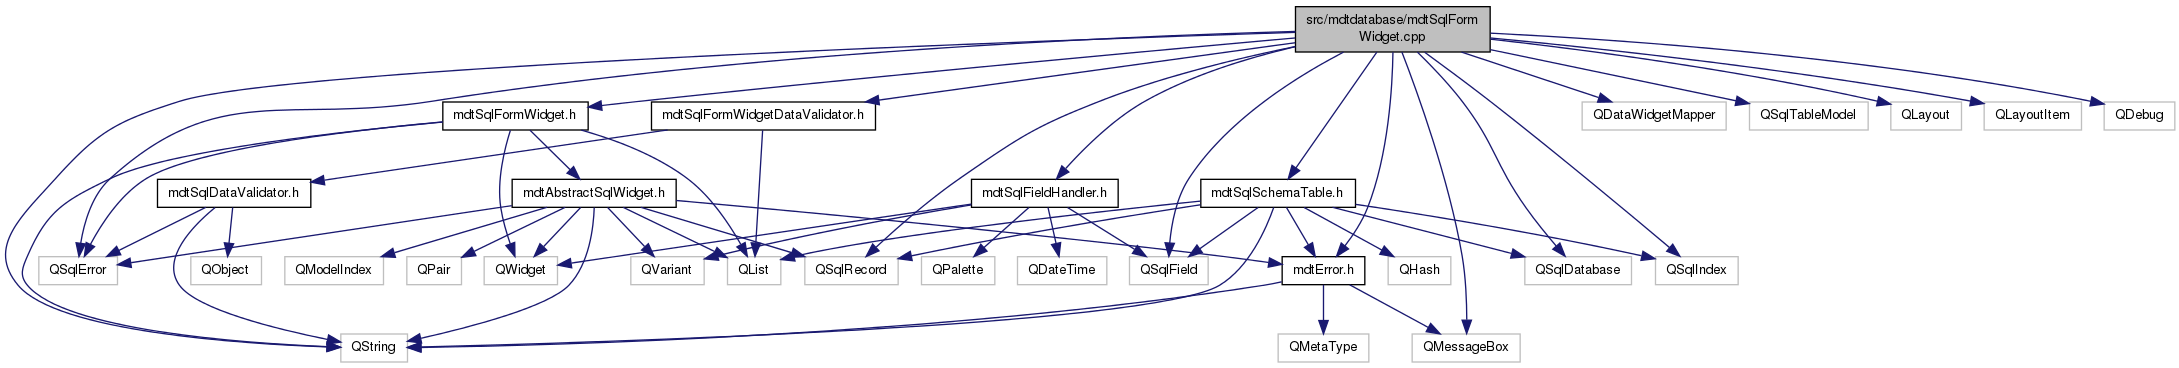 src/mdtdatabase/mdtSqlForm
Widget.cpp
mdtSqlFormWidget.h
mdtSqlFormWidgetDataValidator.h
QDataWidgetMapper
QSqlTableModel
QLayout
QLayoutItem
QDebug
mdtSqlDataValidator.h
mdtAbstractSqlWidget.h
mdtSqlFieldHandler.h
mdtSqlSchemaTable.h
QSqlError
QObject
QModelIndex
QPair
QWidget
QVariant
QList
QSqlRecord
QPalette
QDateTime
QSqlField
mdtError.h
QHash
QSqlDatabase
QSqlIndex
QString
QMetaType
QMessageBox